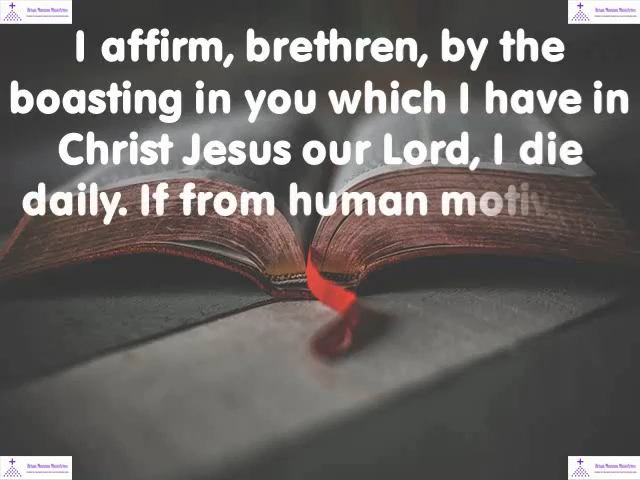 I affirm, brethren, by the
boasting in you which I have in
Christ Jesus our Lord, I die
daily. If from human motiv